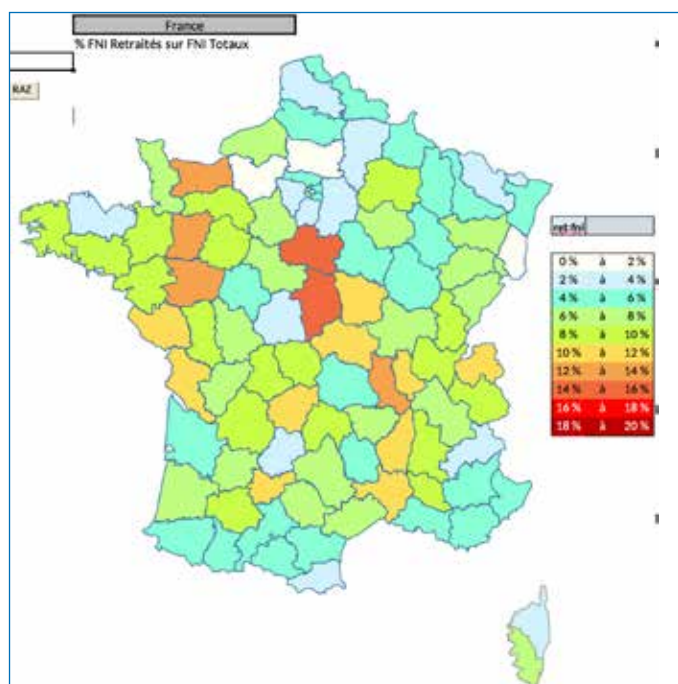 France
% FNI Retraités sur FNI Totaux
RAZ
ret fni
0 % à 2 %
2 % à 4 %
4 % à 6 %
6 % à 8 %
8 % à 10 %
10 % à 12 %
12 % à 14 %
14 % à 16 %
16 % à 18 %
18 % à 20 %